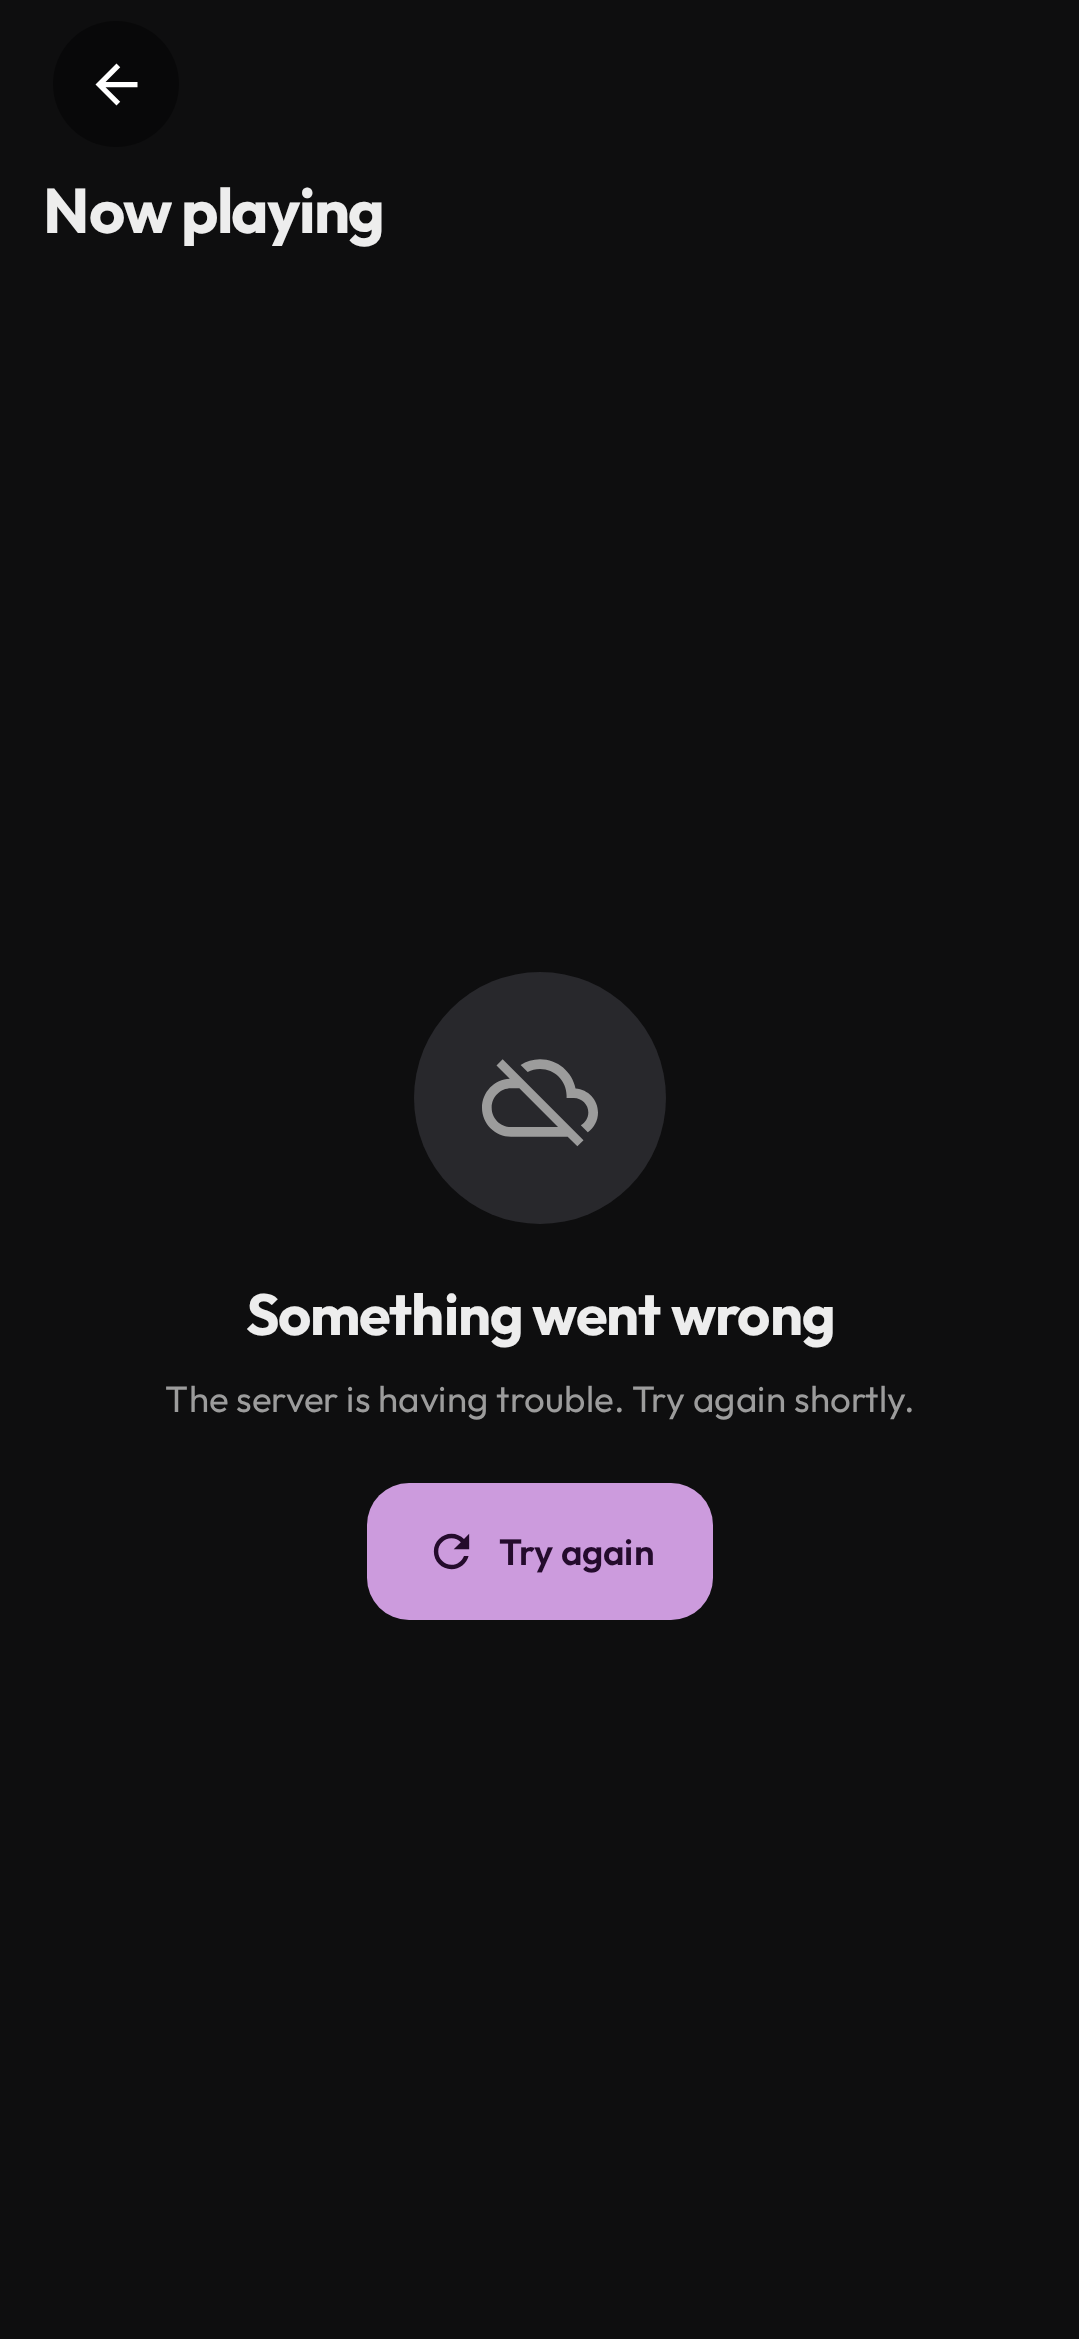 Now playing
Something went wrong
The server is having trouble. Try again shortly.
Try again